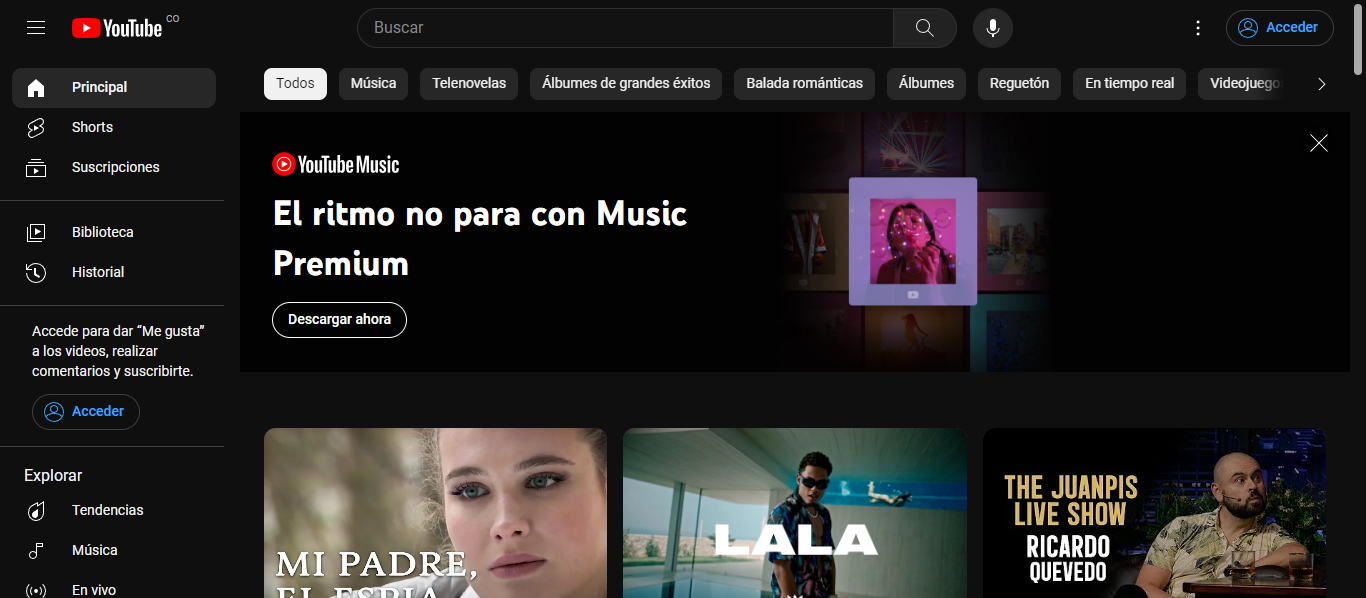 YouTube CO
Buscar
Acceder
Principal
Shorts
Suscripciones
Biblioteca
Historial
Accede para dar “Me gusta”
a los videos, realizar
comentarios y suscribirte.
Acceder
Explorar
Tendencias
Música
En vivo
Todos
Música
Telenovelas
Álbumes de grandes éxitos
Balada románticas
Álbumes
Reguetón
En tiempo real
Videojuego
YouTube Music
El ritmo no para con Music
Premium
Descargar ahora
MI PADRE,
EL ESPIA
LALA
THE JUANPIS
LIVE SHOW
RICARDO
QUEVEDO